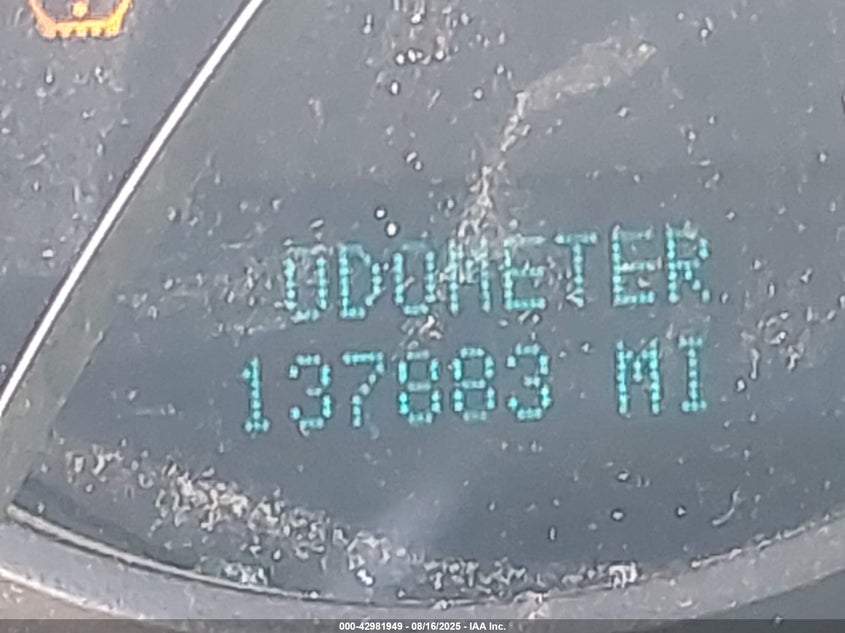 ODOMETER
137883 MI
000-42981949 - 08/16/2025 - IAA Inc.